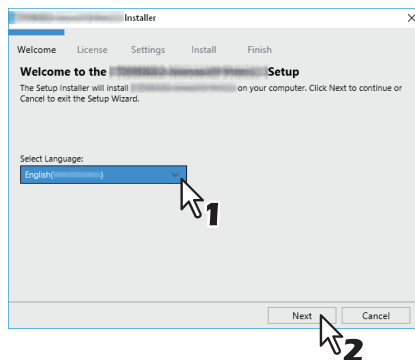 Installer
Welcome License Settings Install Finish
Welcome to the Setup
The Setup Installer will install on your computer. Click Next to continue or
Cancel to exit the Setup Wizard.
Select Language:
English( )
1
Next Cancel
2